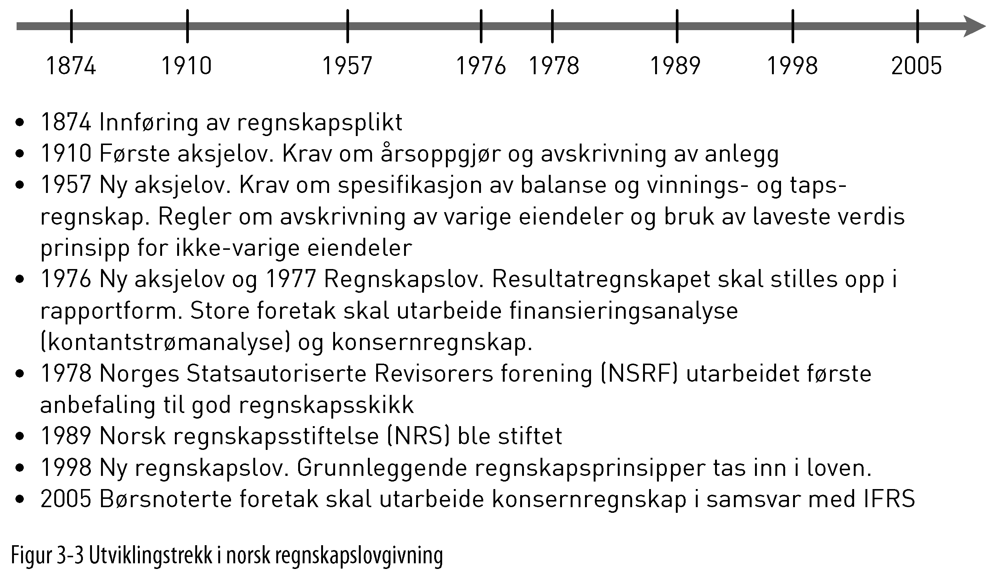 1874 1910 1957 1976 1978 1989 1998 2005
• 1874 Innføring av regnskapsplikt
• 1910 Første aksjelov. Krav om årsoppgjør og avskrivning av anlegg
• 1957 Ny aksjelov. Krav om spesifikasjon av balanse og vinnings- og taps-
regnskap. Regler om avskrivning av varige eiendeler og bruk av laveste verdis
prinsipp for ikke-varige eiendeler
• 1976 Ny aksjelov og 1977 Regnskapslov. Resultatregnskapet skal stilles opp i
rapportform. Store foretak skal utarbeide finansieringsanalyse
(kontantstrømanalyse) og konsernregnskap.
• 1978 Norges Statsautoriserte Revisorers forening (NSRF) utarbeidet første
anbefaling til god regnskapsskikk
• 1989 Norsk regnskapsstiftelse (NRS) ble stiftet
• 1998 Ny regnskapslov. Grunnleggende regnskapsprinsipper tas inn i loven.
• 2005 Børsnoterte foretak skal utarbeide konsernregnskap i samsvar med IFRS
Figur 3-3 Utviklingstrekk i norsk regnskapslovgivning